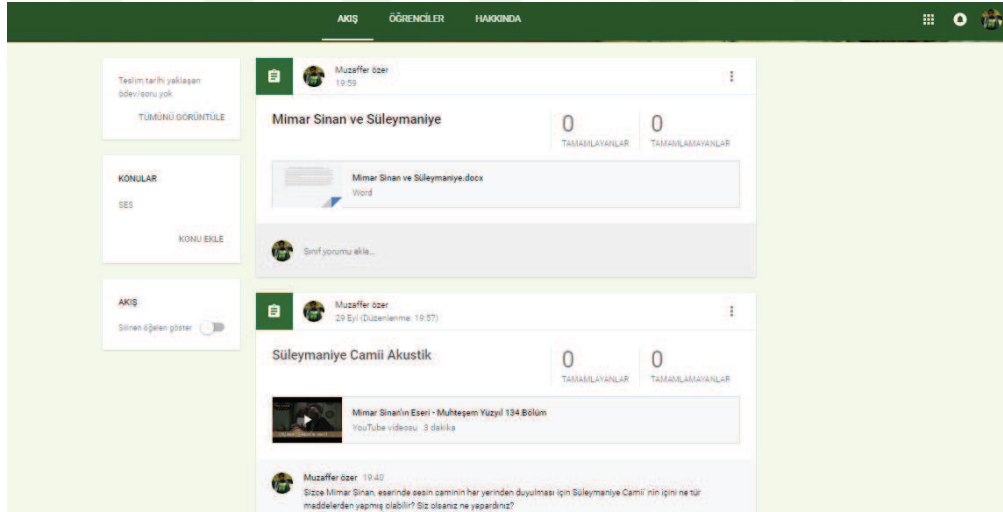 AKIŞ
ÖĞRENCİLER
HAKKINDA
Teslim tarihi yaklaşan
ödev/soru yok
TÜMÜNÜ GÖRÜNTÜLE
KONULAR
SES
KONU EKLE
AKIŞ
Silinen öğeleri göster
Muzaffer özer
19:59
Mimar Sinan ve Süleymaniye
0
TAMAMLAYANLAR
0
TAMAMLAMAYANLAR
Mimar Sinan ve Süleymaniye.docx
Word
Sınıf yorumu ekle...
Muzaffer özer
29 Eyl (Düzenlenme: 19:57)
Süleymaniye Camii Akustik
0
TAMAMLAYANLAR
0
TAMAMLAMAYANLAR
Mimar Sinan'ın Eseri - Muhteşem Yüzyıl 134.Bölüm
YouTube videosu 3 dakika
Muzaffer özer 19:40
Sizce Mimar Sinan, eserinde sesin caminin her yerinden duyulması için Süleymaniye Camii' nin içini ne tür
maddelerden yapmış olabilir? Siz olsanız ne yapardınız?